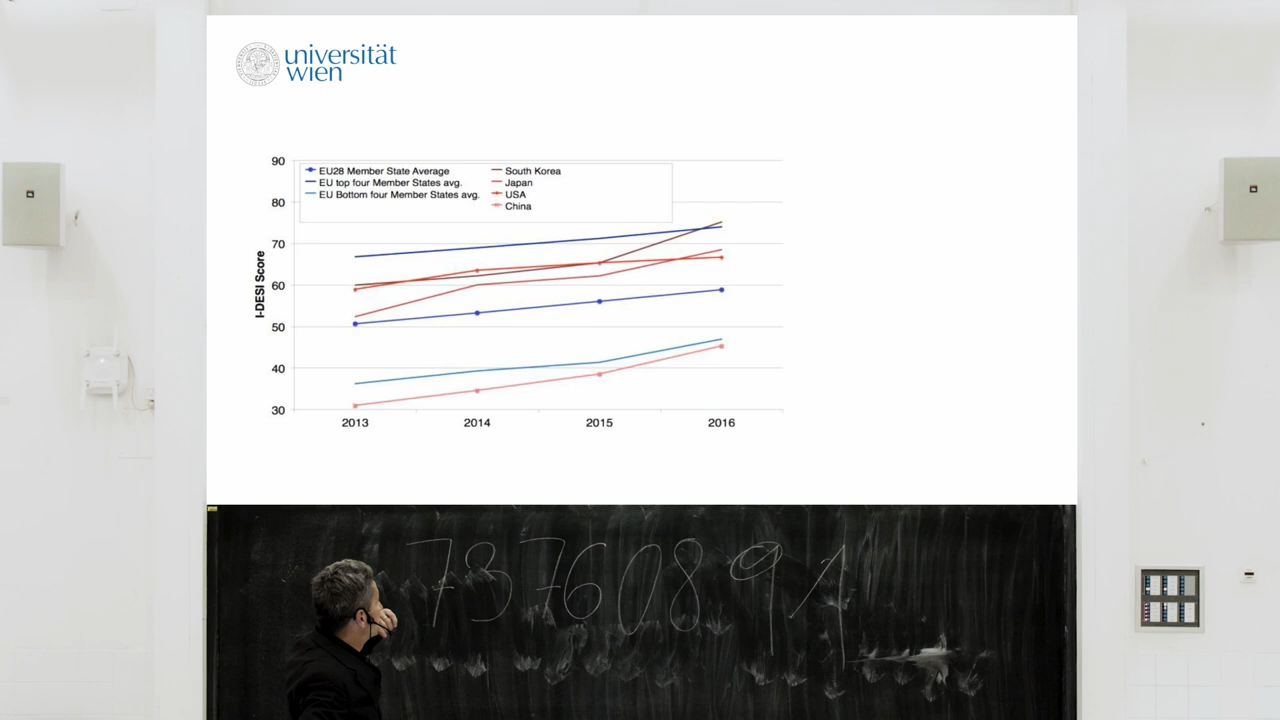 universität
wien
90
80
70
60
50
40
30
I-DESI Score
EU28 Member State Average
EU top four Member States avg.
EU Bottom four Member States avg.
South Korea
Japan
USA
China
2013
2014
2015
2016
73760891